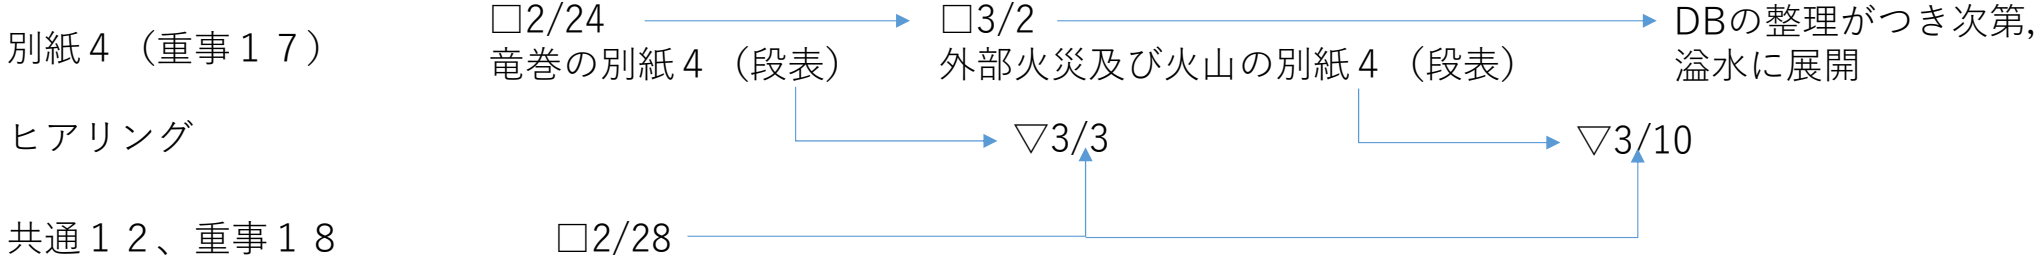 別紙４（重事１７）
□2/24
竜巻の別紙４（段表）
□3/2
外部火災及び火山の別紙４（段表）
DBの整理がつき次第，
溢水に展開
ヒアリング
▽3/3
▽3/10
共通１２、重事１８
□2/28